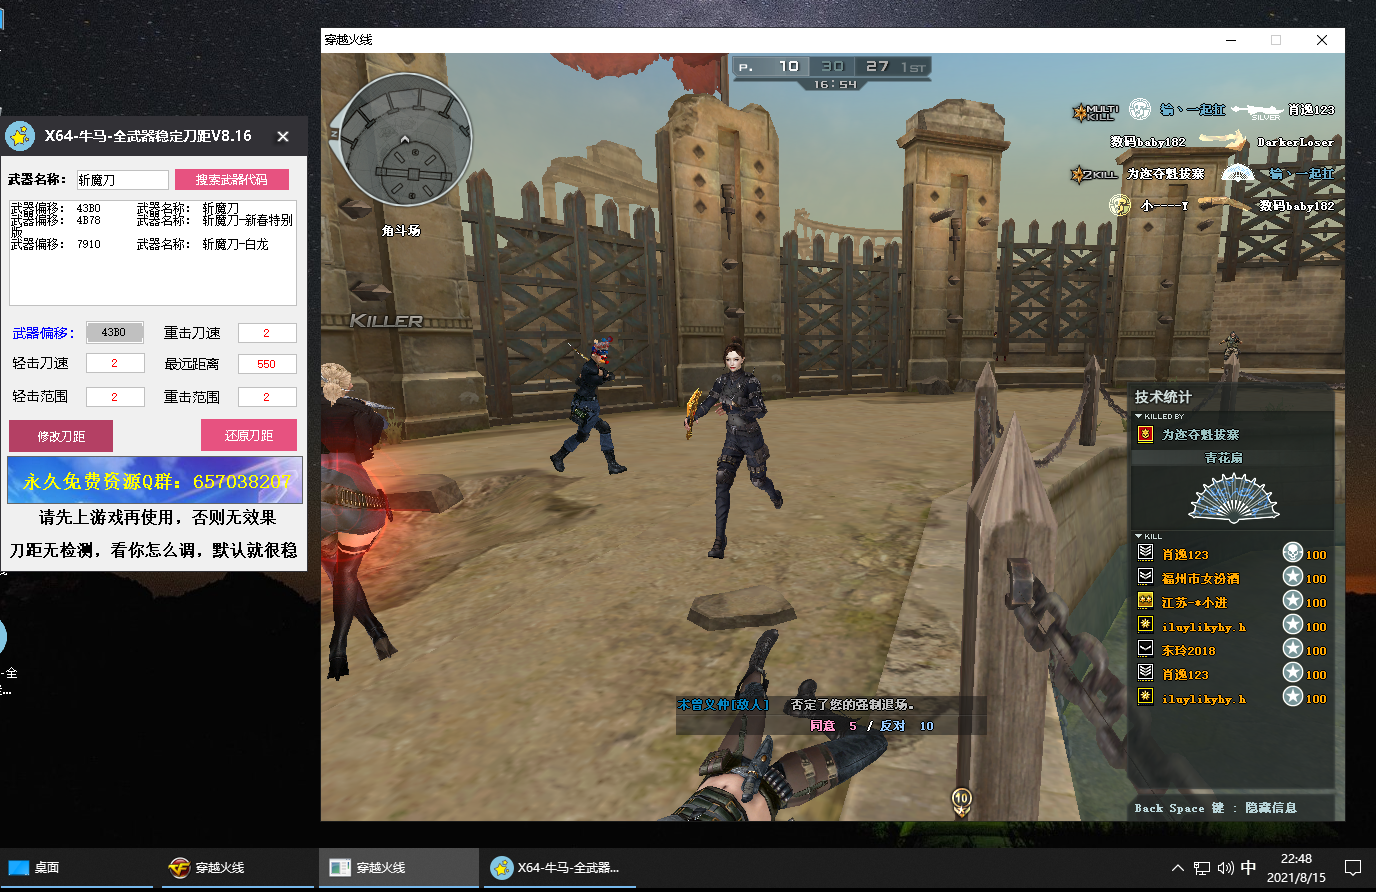 穿越火线
X64-牛马-全武器稳定刀距V8.16
武器名称： 斩魔刀 搜索武器代码
武器偏移： 43B0 武器名称： 斩魔刀
武器偏移： 4B78 武器名称： 斩魔刀-新春特别
版
武器偏移： 7910 武器名称： 斩魔刀-白龙
武器偏移： 43B0 重击刀速 2
轻击刀速 2 最远距离 550
轻击范围 2 重击范围 2
修改刀距 还原刀距
永久免费资源Q群：657038207
请先上游戏再使用，否则无效果
刀距无检测，看你怎么调，默认就很稳
-全
P. 10 30 27 1ST
16:54
N
角斗场
KILLER
MULTI KILL 输丶一起扛 SILVER 肖逸123
数码baby182 DarkerLoser
2KILL 为迩夺魁拔寨 输丶一起扛
小----Y 数码baby182
技术统计
KILLED BY
为迩夺魁拔寨
青花扇
KILL
肖逸123 100
福州市女汾酒 100
江苏-*小进 100
iluylikyhy.h 100
东玲2018 100
肖逸123 100
iluylikyhy.h 100
Back Space 键 : 隐藏信息
未曾又仲[敌人] 否定了您的强制退场。
同意 5 / 反对 10
10
桌面 穿越火线 穿越火线 X64-牛马-全武器... 中 22:48
2021/8/15